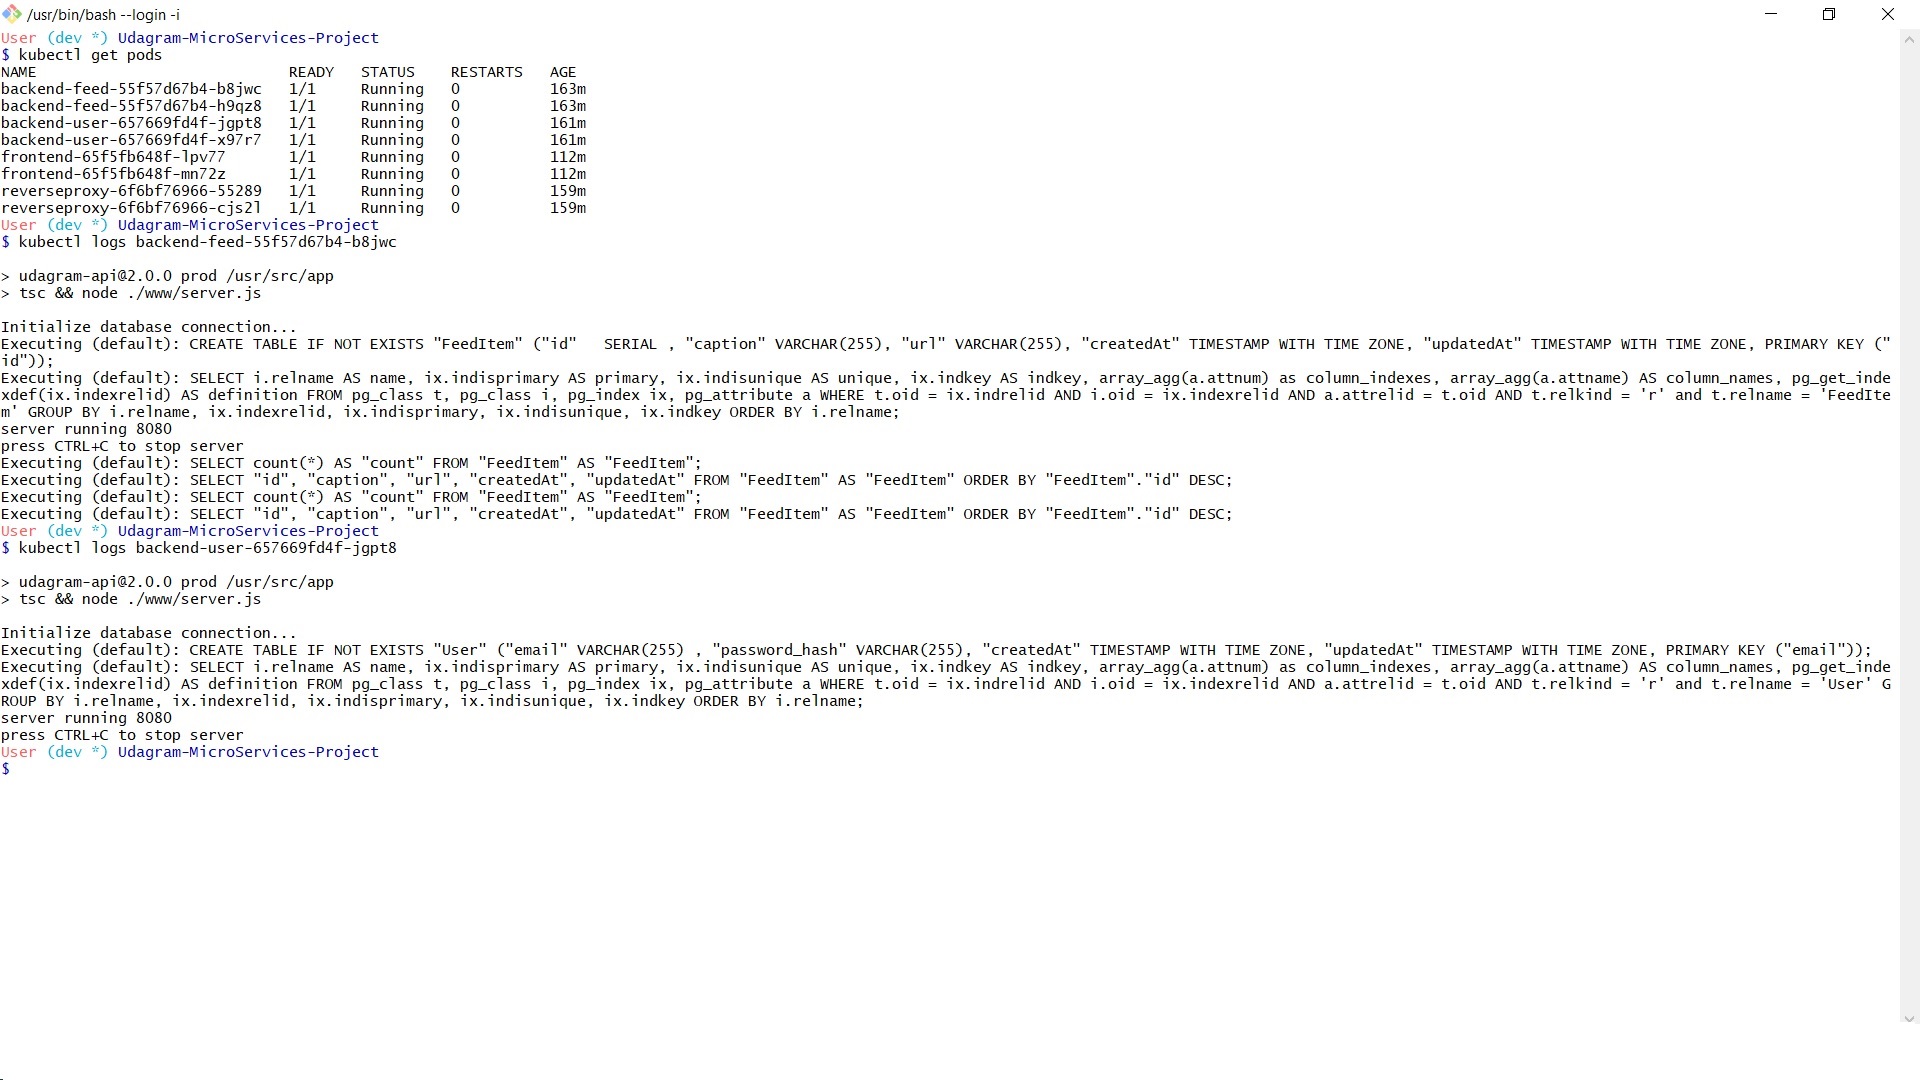 /usr/bin/bash --login -i
User (dev *) Udagram-MicroServices-Project
$ kubectl get pods
NAME                            READY   STATUS    RESTARTS   AGE
backend-feed-55f57d67b4-b8jwc   1/1     Running   0          163m
backend-feed-55f57d67b4-h9qz8   1/1     Running   0          163m
backend-user-657669fd4f-jgpt8   1/1     Running   0          161m
backend-user-657669fd4f-x97r7   1/1     Running   0          161m
frontend-65f5fb648f-lpv77       1/1     Running   0          112m
frontend-65f5fb648f-mn72z       1/1     Running   0          112m
reverseproxy-6f6bf76966-55289   1/1     Running   0          159m
reverseproxy-6f6bf76966-cjs2l   1/1     Running   0          159m
User (dev *) Udagram-MicroServices-Project
$ kubectl logs backend-feed-55f57d67b4-b8jwc
> udagram-api@2.0.0 prod /usr/src/app
> tsc && node ./www/server.js
Initialize database connection...
Executing (default): CREATE TABLE IF NOT EXISTS "FeedItem" ("id"   SERIAL , "caption" VARCHAR(255), "url" VARCHAR(255), "createdAt" TIMESTAMP WITH TIME ZONE, "updatedAt" TIMESTAMP WITH TIME ZONE, PRIMARY KEY ("
id"));
Executing (default): SELECT i.relname AS name, ix.indisprimary AS primary, ix.indisunique AS unique, ix.indkey AS indkey, array_agg(a.attnum) as column_indexes, array_agg(a.attname) AS column_names, pg_get_inde
xdef(ix.indexrelid) AS definition FROM pg_class t, pg_class i, pg_index ix, pg_attribute a WHERE t.oid = ix.indrelid AND i.oid = ix.indexrelid AND a.attrelid = t.oid AND t.relkind = 'r' and t.relname = 'FeedIte
m' GROUP BY i.relname, ix.indexrelid, ix.indisprimary, ix.indisunique, ix.indkey ORDER BY i.relname;
server running 8080
press CTRL+C to stop server
Executing (default): SELECT count(*) AS "count" FROM "FeedItem" AS "FeedItem";
Executing (default): SELECT "id", "caption", "url", "createdAt", "updatedAt" FROM "FeedItem" AS "FeedItem" ORDER BY "FeedItem"."id" DESC;
Executing (default): SELECT count(*) AS "count" FROM "FeedItem" AS "FeedItem";
Executing (default): SELECT "id", "caption", "url", "createdAt", "updatedAt" FROM "FeedItem" AS "FeedItem" ORDER BY "FeedItem"."id" DESC;
User (dev *) Udagram-MicroServices-Project
$ kubectl logs backend-user-657669fd4f-jgpt8
> udagram-api@2.0.0 prod /usr/src/app
> tsc && node ./www/server.js
Initialize database connection...
Executing (default): CREATE TABLE IF NOT EXISTS "User" ("email" VARCHAR(255) , "password_hash" VARCHAR(255), "createdAt" TIMESTAMP WITH TIME ZONE, "updatedAt" TIMESTAMP WITH TIME ZONE, PRIMARY KEY ("email"));
Executing (default): SELECT i.relname AS name, ix.indisprimary AS primary, ix.indisunique AS unique, ix.indkey AS indkey, array_agg(a.attnum) as column_indexes, array_agg(a.attname) AS column_names, pg_get_inde
xdef(ix.indexrelid) AS definition FROM pg_class t, pg_class i, pg_index ix, pg_attribute a WHERE t.oid = ix.indrelid AND i.oid = ix.indexrelid AND a.attrelid = t.oid AND t.relkind = 'r' and t.relname = 'User' G
ROUP BY i.relname, ix.indexrelid, ix.indisprimary, ix.indisunique, ix.indkey ORDER BY i.relname;
server running 8080
press CTRL+C to stop server
User (dev *) Udagram-MicroServices-Project
$